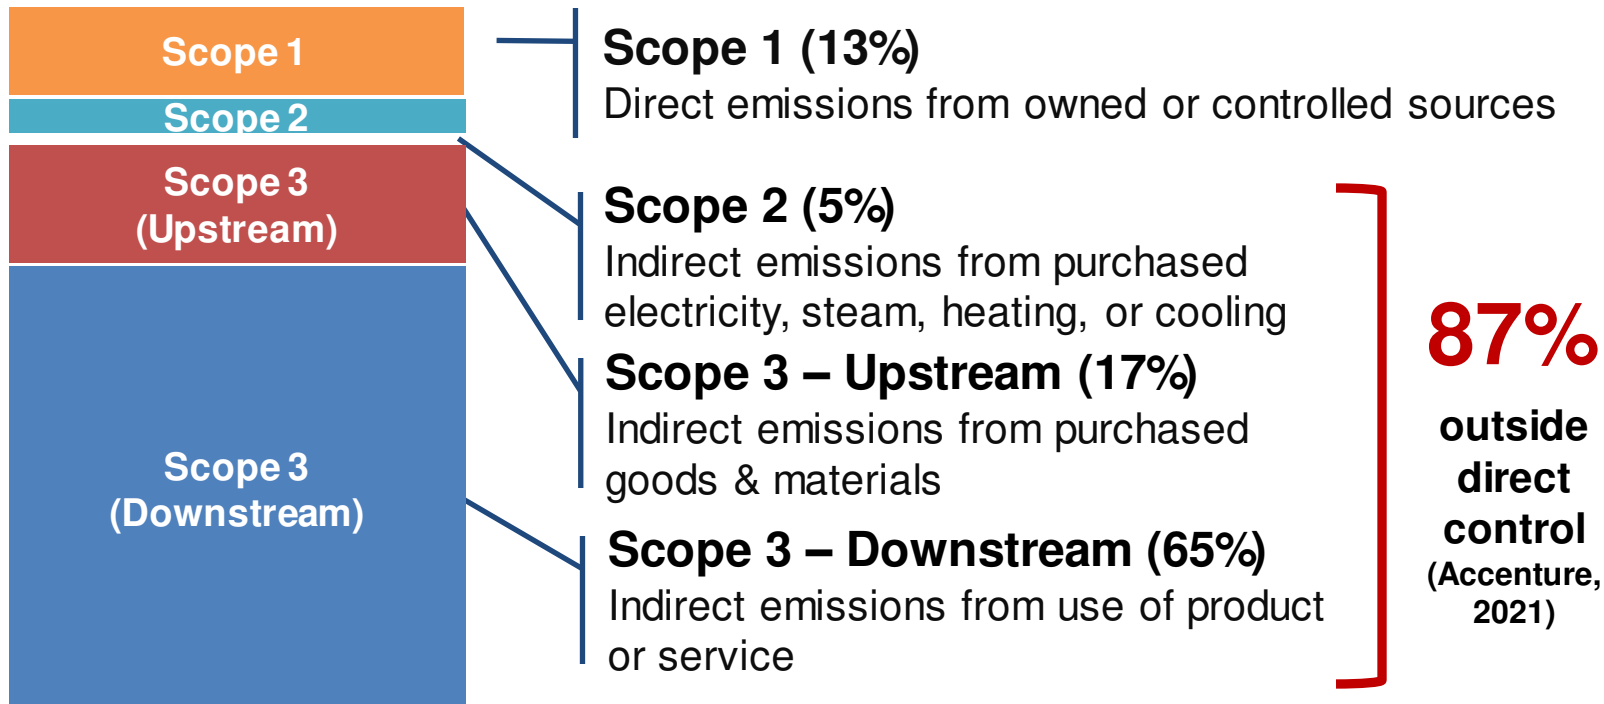 Scope 1
Scope 2
Scope 3
(Upstream)
Scope 3
(Downstream)
Scope 1 (13%)
Direct emissions from owned or controlled sources
Scope 2 (5%)
Indirect emissions from purchased
electricity, steam, heating, or cooling
Scope 3 – Upstream (17%)
Indirect emissions from purchased
goods & materials
Scope 3 – Downstream (65%)
Indirect emissions from use of product
or service
87%
outside
direct
control
(Accenture,
2021)